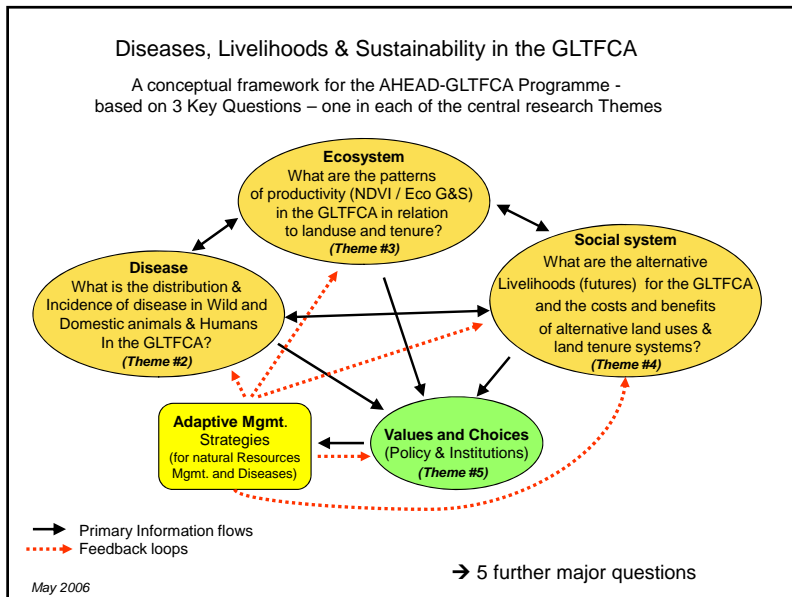 Diseases, Livelihoods & Sustainability in the GLTFCA
A conceptual framework for the AHEAD-GLTFCA Programme -
based on 3 Key Questions – one in each of the central research Themes
Ecosystem
What are the patterns
of productivity (NDVI / Eco G&S)
in the GLTFCA in relation
to landuse and tenure?
(Theme #3)
Disease
What is the distribution &
Incidence of disease in Wild and
Domestic animals & Humans
In the GLTFCA?
(Theme #2)
Social system
What are the alternative
Livelihoods (futures) for the GLTFCA
and the costs and benefits
of alternative land uses &
land tenure systems?
(Theme #4)
Adaptive Mgmt.
Strategies
(for natural Resources
Mgmt. and Diseases)
Values and Choices
(Policy & Institutions)
(Theme #5)
Primary Information flows
Feedback loops
→ 5 further major questions
May 2006